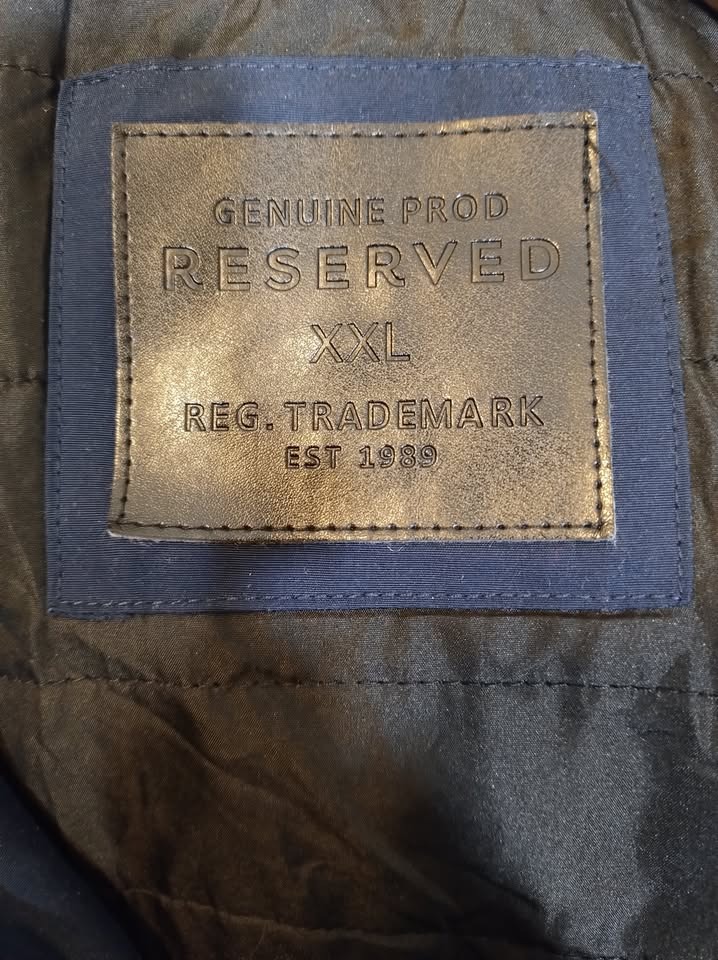 GENUINE PROD
RESERVED
XXL
REG. TRADEMARK
EST 1989